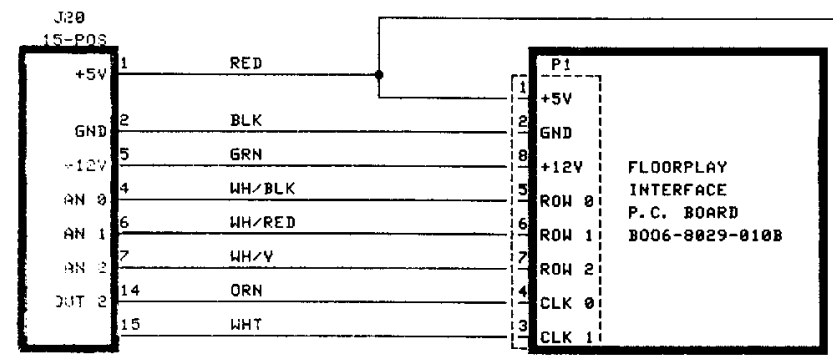 J20
15-POS
+5V 1 RED
P1
1 +5V
GND 2 BLK 2 GND
+12V 5 GRN 8 +12V
AN 0 4 WH/BLK 5 ROW 0
AN 1 6 WH/RED 6 ROW 1
AN 2 7 WH/V 7 ROW 2
OUT 2 14 ORN 4 CLK 0
15 WHT 3 CLK 1
FLOORPLAY
INTERFACE
P.C. BOARD
BOO6-8029-010B